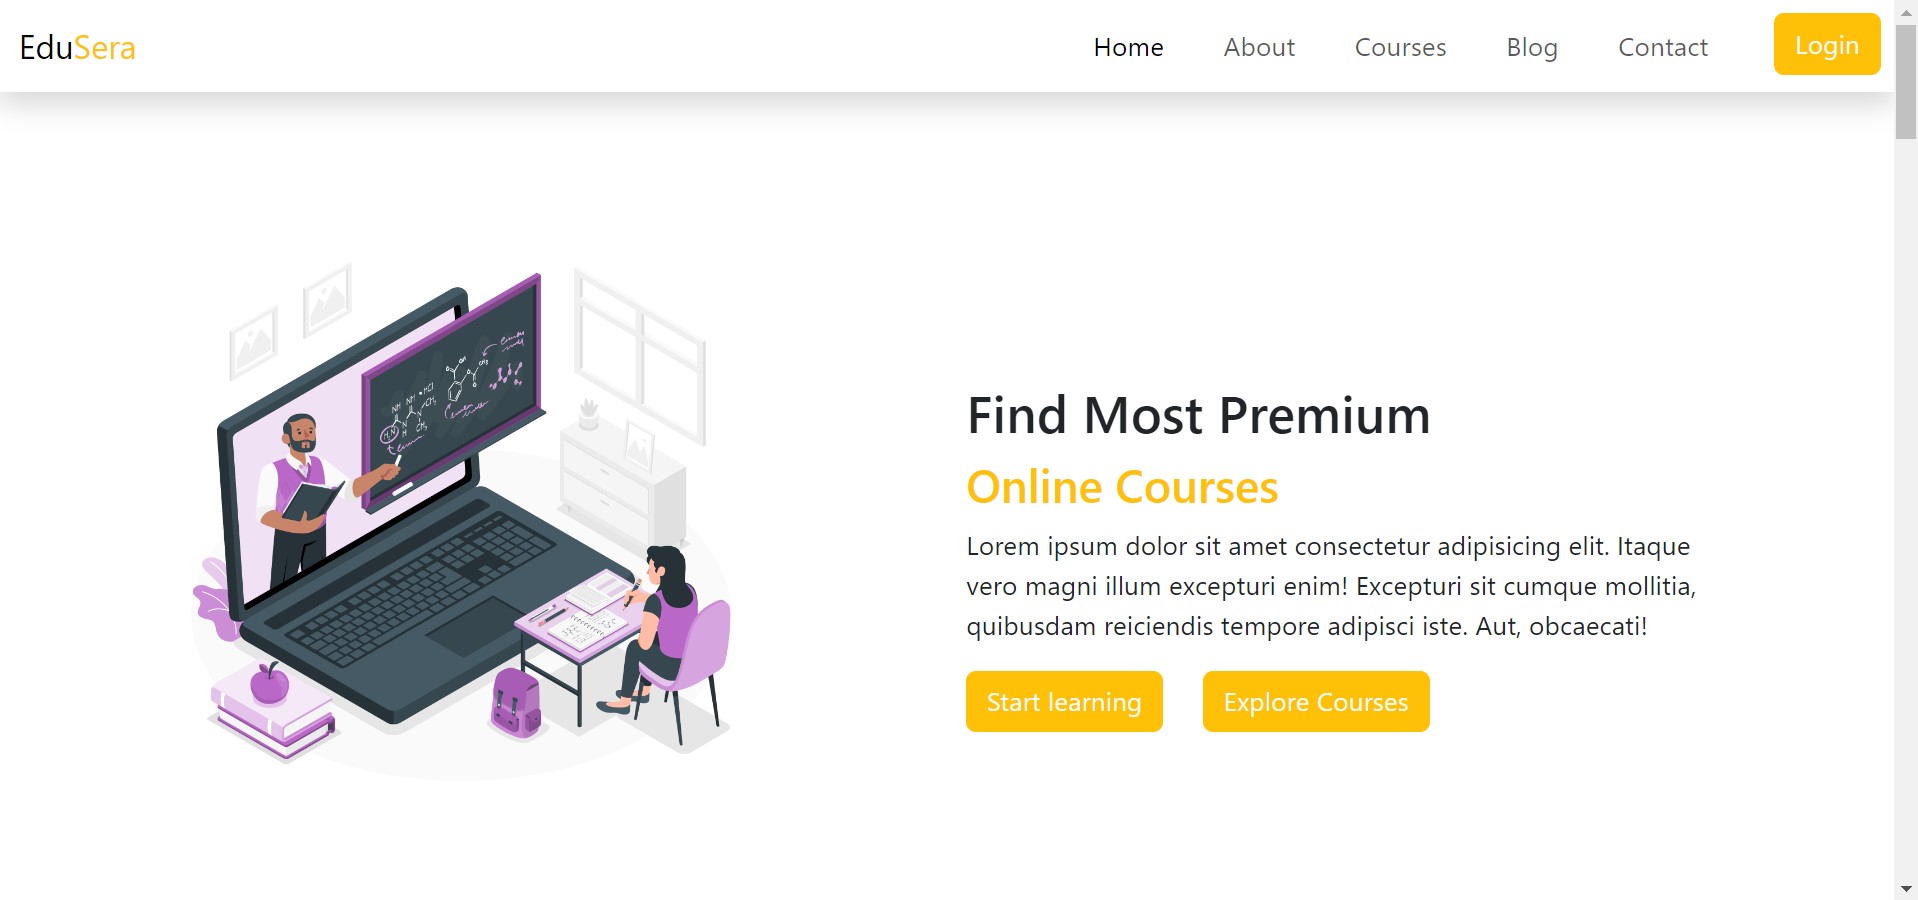 EduSera
Home About Courses Blog Contact Login
Find Most Premium
Online Courses
Lorem ipsum dolor sit amet consectetur adipisicing elit. Itaque
vero magni illum excepturi enim! Excepturi sit cumque mollitia,
quibusdam reiciendis tempore adipisci iste. Aut, obcaecati!
Start learning Explore Courses